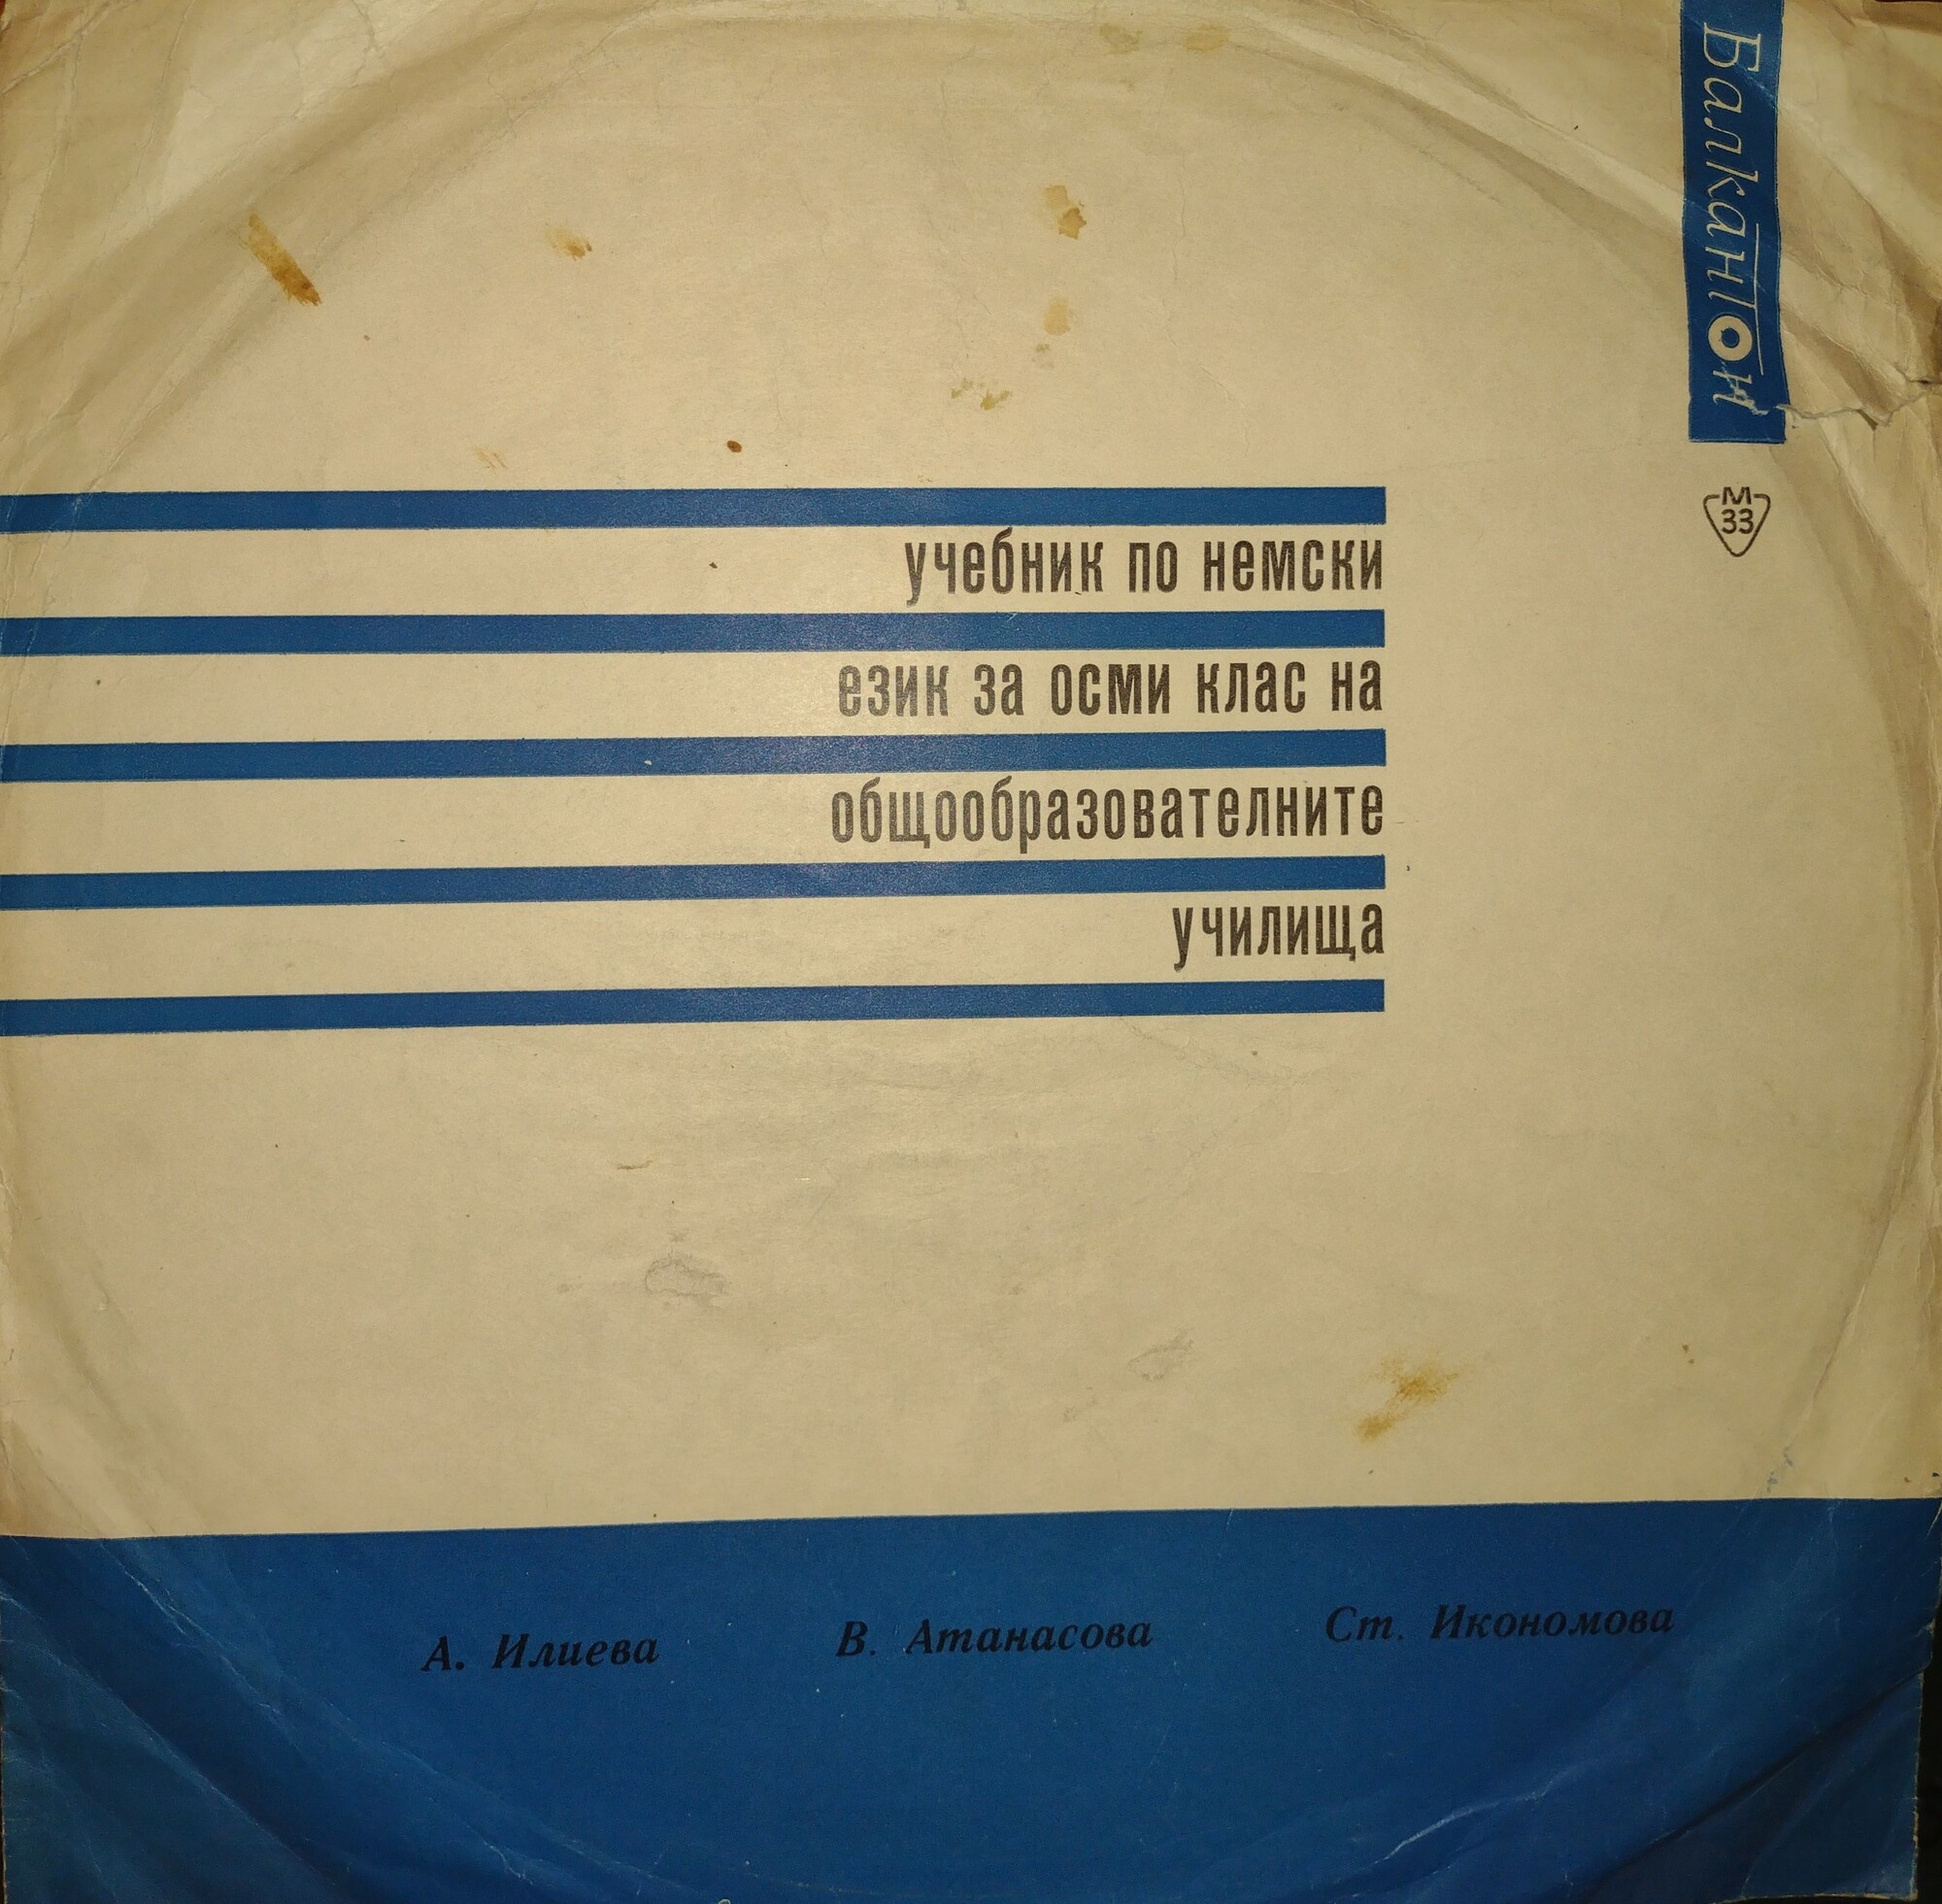 Балкантон
М
33
учебник по немски
език за осми клас на
общообразователните
училища
А. Илиева В. Атанасова Ст. Икономова